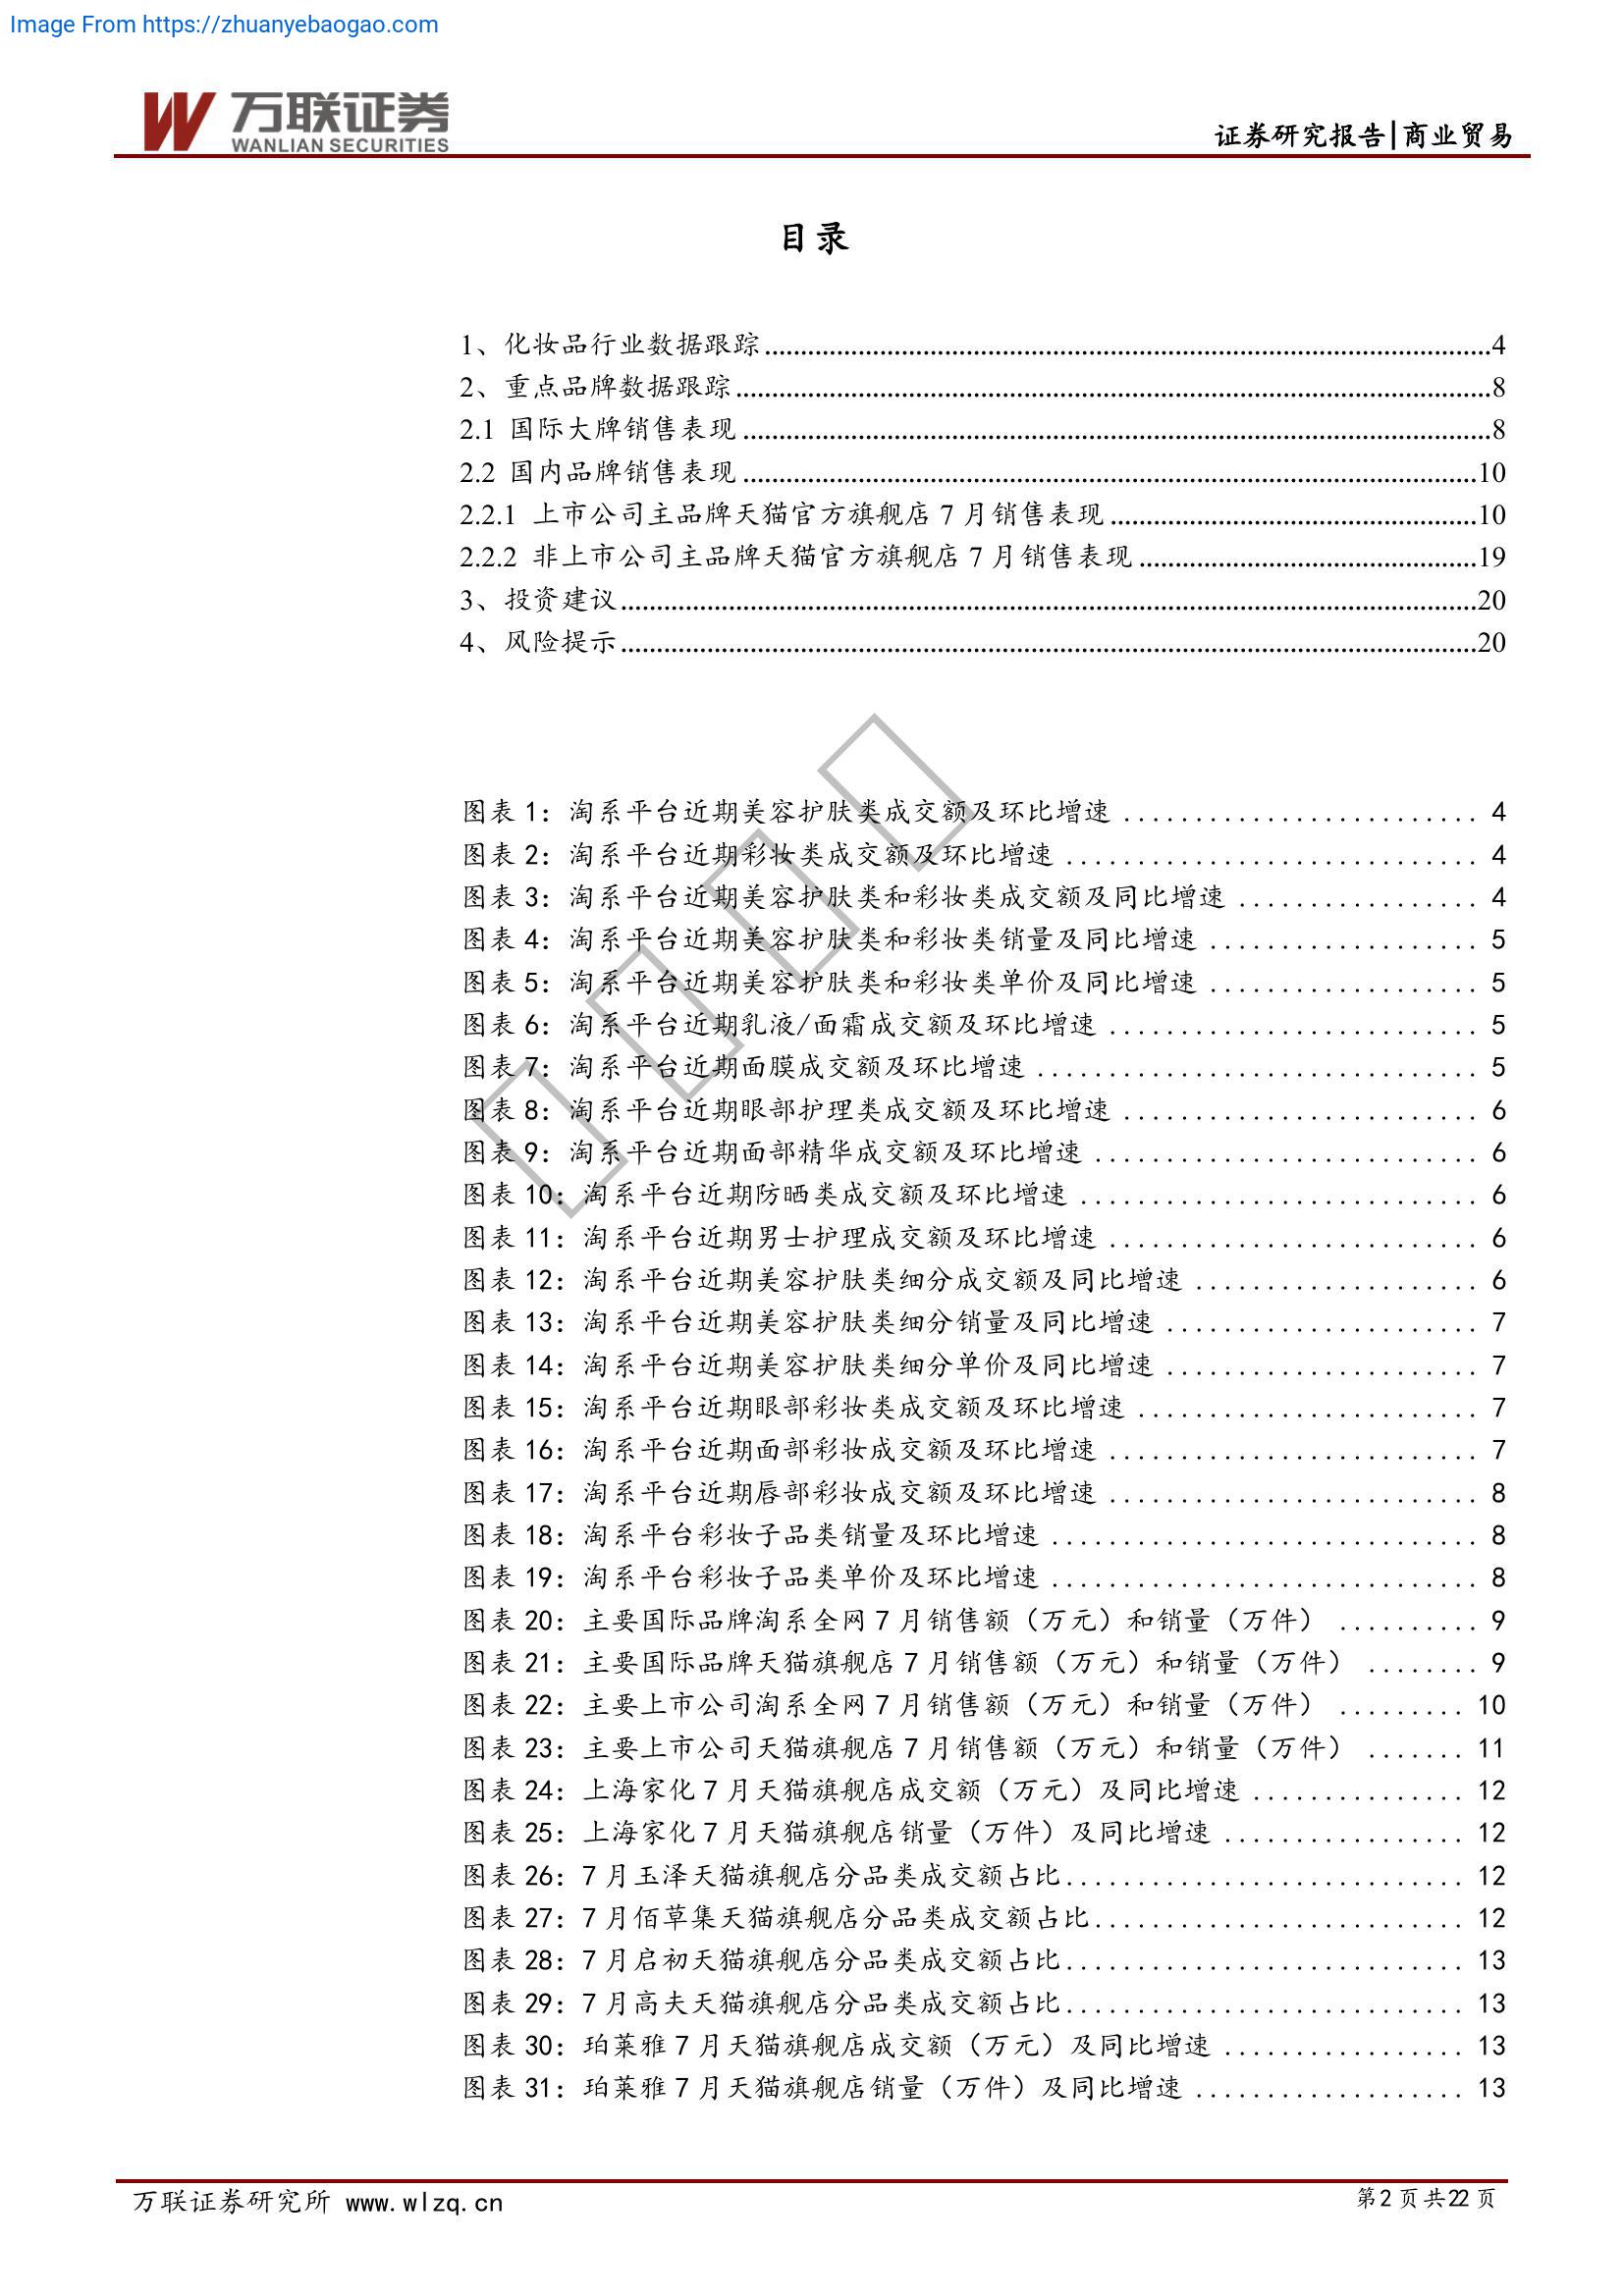 Image From https://zhuanyebaogao.com
万联证券
WANLIAN SECURITIES
证券研究报告|商业贸易
目录
1、化妆品行业数据跟踪........................4
2、重点品牌数据跟踪........................8
2.1 国际大牌销售表现........................8
2.2 国内品牌销售表现........................10
2.2.1 上市公司主品牌天猫官方旗舰店 7 月销售表现........................10
2.2.2 非上市公司主品牌天猫官方旗舰店 7 月销售表现........................19
3、投资建议........................20
4、风险提示........................20
图表 1：淘系平台近期美容护肤类成交额及环比增速 ........................ 4
图表 2：淘系平台近期彩妆类成交额及环比增速 ........................ 4
图表 3：淘系平台近期美容护肤类和彩妆类成交额及同比增速 ................. 4
图表 4：淘系平台近期美容护肤类和彩妆类销量及同比增速 ................... 5
图表 5：淘系平台近期美容护肤类和彩妆类单价及同比增速 ................... 5
图表 6：淘系平台近期乳液/面霜成交额及环比增速 ........................ 5
图表 7：淘系平台近期面膜成交额及环比增速 ........................ 5
图表 8：淘系平台近期眼部护理类成交额及环比增速 ........................ 6
图表 9：淘系平台近期面部精华成交额及环比增速 ........................ 6
图表 10：淘系平台近期防晒类成交额及环比增速 ........................ 6
图表 11：淘系平台近期男士护理成交额及环比增速 ........................ 6
图表 12：淘系平台近期美容护肤类细分成交额及同比增速 .................... 6
图表 13：淘系平台近期美容护肤类细分销量及同比增速 ...................... 7
图表 14：淘系平台近期美容护肤类细分单价及同比增速 ...................... 7
图表 15：淘系平台近期眼部彩妆类成交额及环比增速 ........................ 7
图表 16：淘系平台近期面部彩妆成交额及环比增速 ........................ 7
图表 17：淘系平台近期唇部彩妆成交额及环比增速 ........................ 8
图表 18：淘系平台彩妆子品类销量及环比增速 ........................ 8
图表 19：淘系平台彩妆子品类单价及环比增速 ........................ 8
图表 20：主要国际品牌淘系全网 7 月销售额（万元）和销量（万件） .......... 9
图表 21：主要国际品牌天猫旗舰店 7 月销售额（万元）和销量（万件） ........ 9
图表 22：主要上市公司淘系全网 7 月销售额（万元）和销量（万件） ......... 10
图表 23：主要上市公司天猫旗舰店 7 月销售额（万元）和销量（万件） ....... 11
图表 24：上海家化 7 月天猫旗舰店成交额（万元）及同比增速 ............... 12
图表 25：上海家化 7 月天猫旗舰店销量（万件）及同比增速 ................. 12
图表 26：7 月玉泽天猫旗舰店分品类成交额占比........................ 12
图表 27：7 月佰草集天猫旗舰店分品类成交额占比........................ 12
图表 28：7 月启初天猫旗舰店分品类成交额占比........................ 13
图表 29：7 月高夫天猫旗舰店分品类成交额占比........................ 13
图表 30：珀莱雅 7 月天猫旗舰店成交额（万元）及同比增速 ................. 13
图表 31：珀莱雅 7 月天猫旗舰店销量（万件）及同比增速 ................... 13
万联证券研究所 www.wlzq.cn
第 2 页 共 22 页